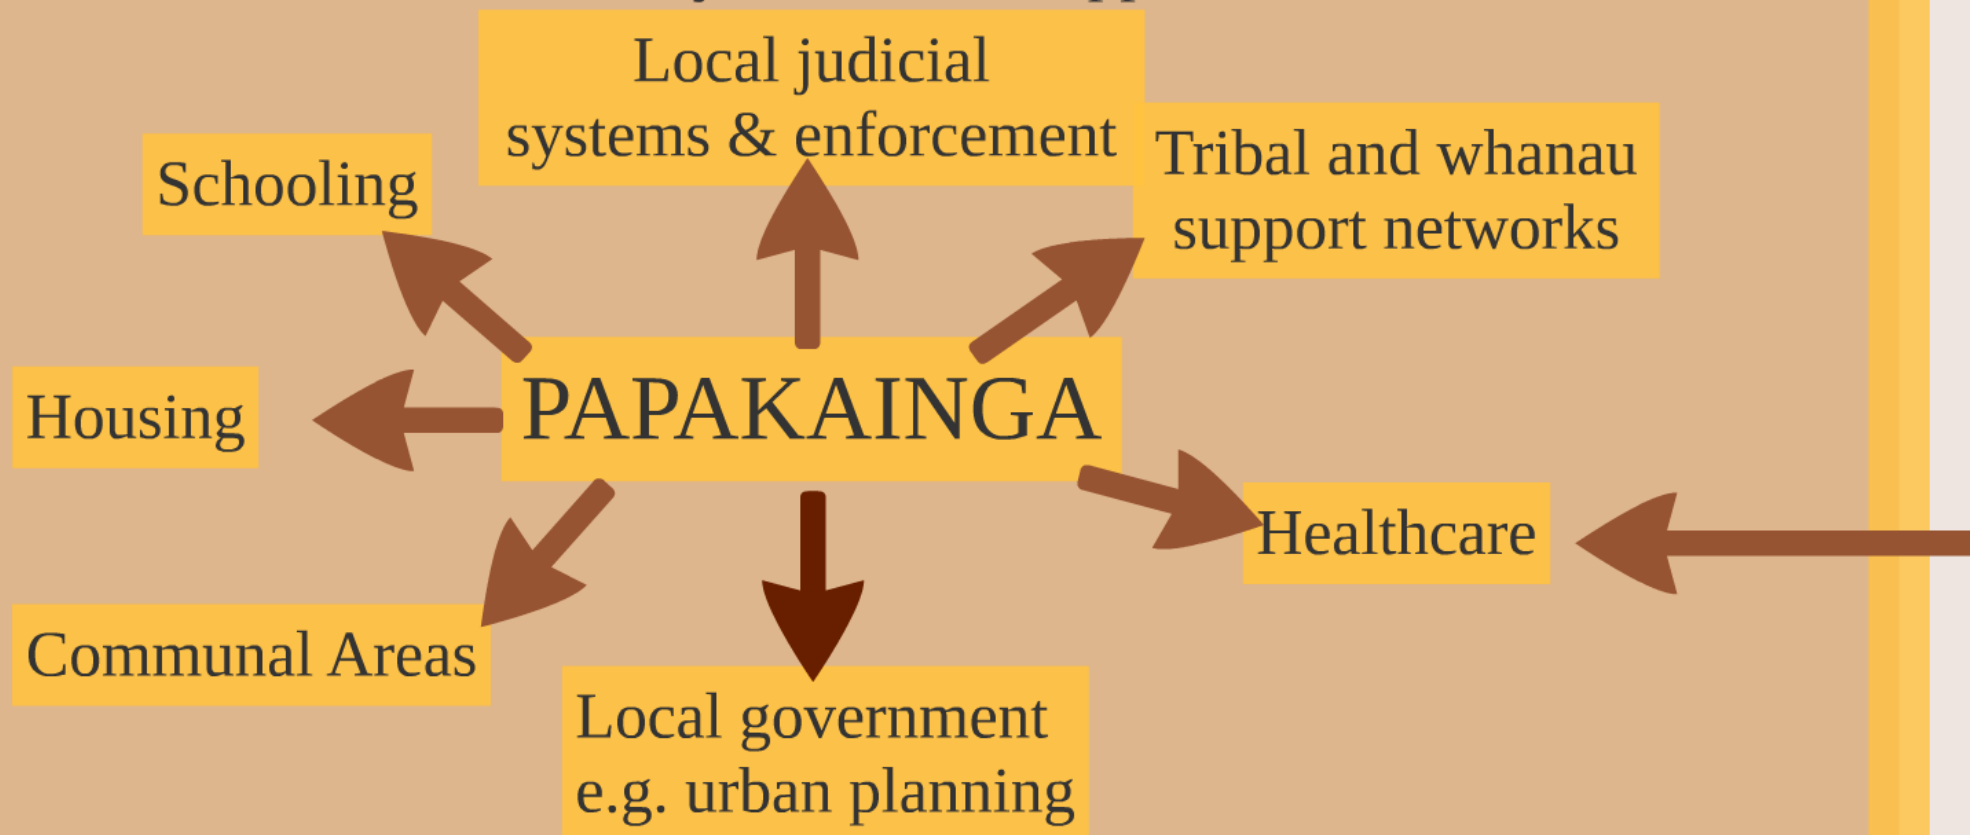 Local judicial
systems & enforcement
Tribal and whanau
support networks
Schooling
PAPAKAINGA
Housing
Healthcare
Communal Areas
Local government
e.g. urban planning